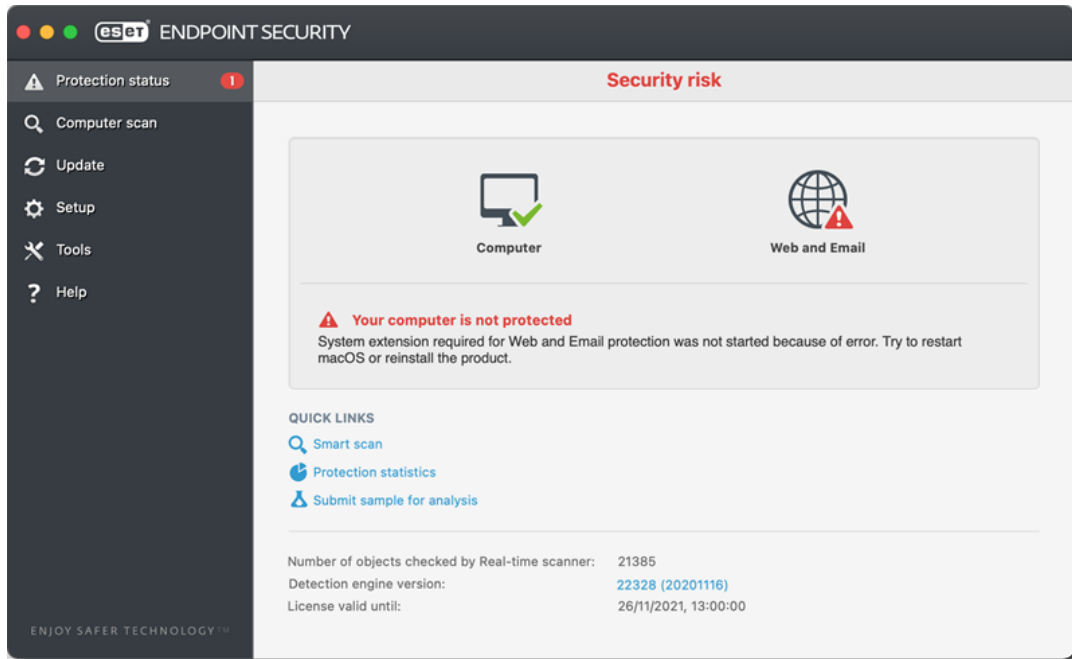 eset ENDPOINT SECURITY
Protection status 1
Computer scan
Update
Setup
Tools
Help
ENJOY SAFER TECHNOLOGY™
Security risk
Computer
Web and Email
Your computer is not protected
System extension required for Web and Email protection was not started because of error. Try to restart
macOS or reinstall the product.
QUICK LINKS
Smart scan
Protection statistics
Submit sample for analysis
Number of objects checked by Real-time scanner: 21385
Detection engine version: 22328 (20201116)
License valid until: 26/11/2021, 13:00:00